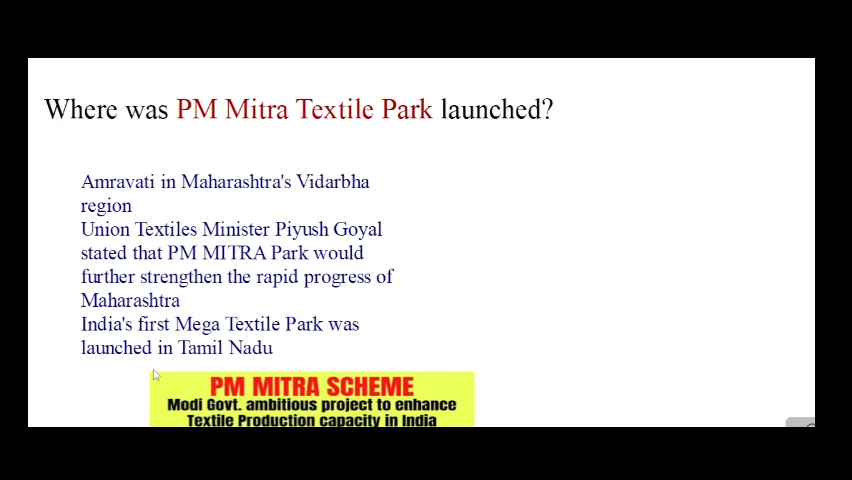 Where was PM Mitra Textile Park launched?
Amravati in Maharashtra's Vidarbha
region
Union Textiles Minister Piyush Goyal
stated that PM MITRA Park would
further strengthen the rapid progress of
Maharashtra
India's first Mega Textile Park was
launched in Tamil Nadu
PM MITRA SCHEME
Modi Govt. ambitious project to enhance
Textile Production capacity in India